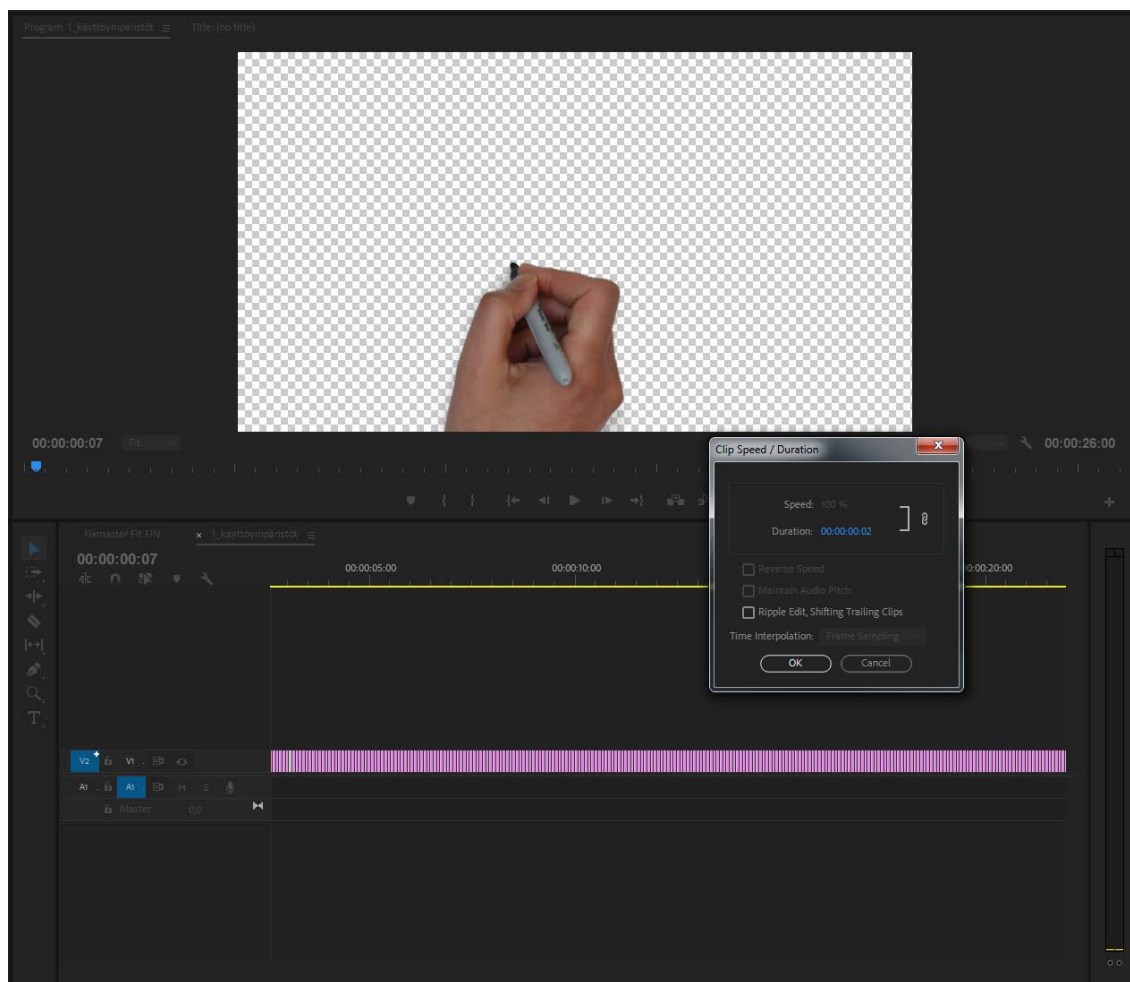 Program: 1_käyttöympäristöt
Title: (no title)
00:00:00:07
Fit
00:00:26:00
Clip Speed / Duration
Speed: 100 %
Duration: 00:00:00:02
Reverse Speed
Maintain Audio Pitch
Ripple Edit, Shifting Trailing Clips
Time Interpolation: Frame Sampling
OK
Cancel
Fixmaster Fit FIN
× 1_käyttöympäristöt
00:00:00:07
00:00:05:00
00:00:10:00
0:00:20:00
V2
V1
A1
A1
M
S
Master
0,0